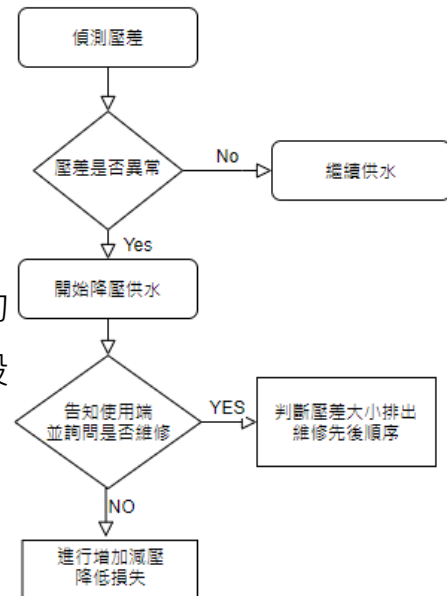 偵測壓差
壓差是否異常
No
繼續供水
Yes
開始降壓供水
告知使用端
並詢問是否維修
YES
判斷壓差大小排出
維修先後順序
NO
進行增加減壓
降低損失